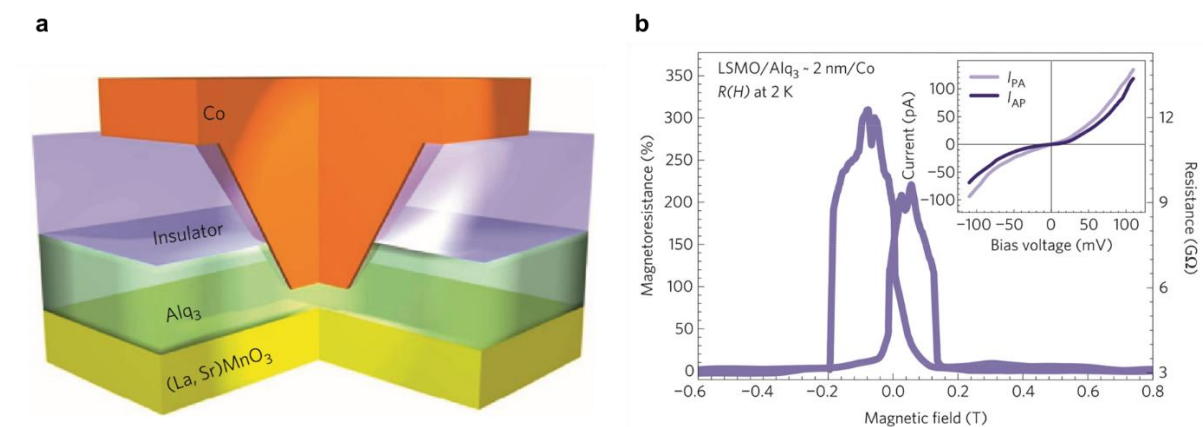 a
Co
Insulator
Alq3
(La, Sr)MnO3
b
LSMO/Alq3 ~ 2 nm/Co
R(H) at 2 K
Magnetoresistance (%)
350
300
250
200
150
100
50
0
−0.6 −0.4 −0.2 0.0 0.2 0.4 0.6 0.8
Magnetic field (T)
Resistance (GΩ)
12
9
6
3
IPA
IAP
Current (pA)
100
50
0
−50
−100
−100 −50 0 50 100
Bias voltage (mV)